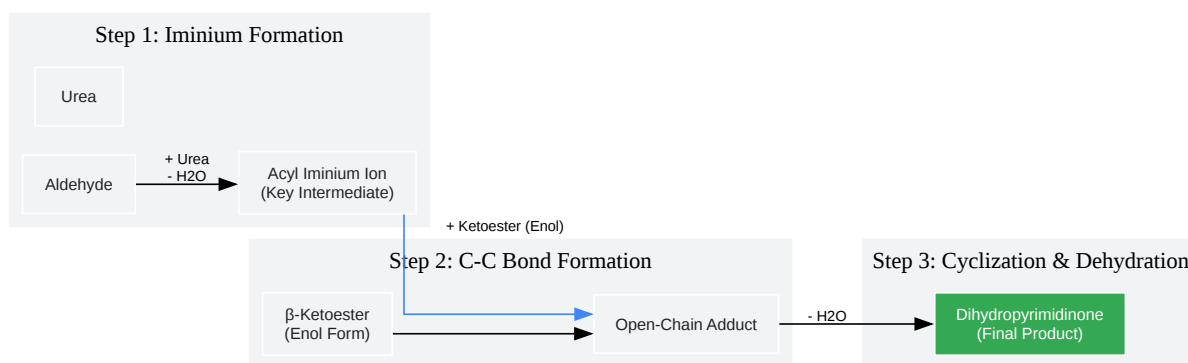 Step 1: Iminium Formation
Urea
Aldehyde
+ Urea
- H2O
Acyl Iminium Ion
(Key Intermediate)
+ Ketoester (Enol)
Step 2: C-C Bond Formation
β-Ketoester
(Enol Form)
Open-Chain Adduct
- H2O
Step 3: Cyclization & Dehydration
Dihydropyrimidinone
(Final Product)